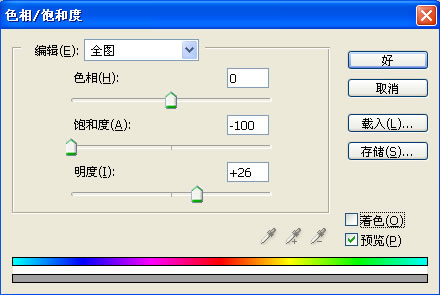 色相/饱和度
编辑(E): 全图
好
色相(H): 0
取消
饱和度(A): -100
载入(L)...
存储(S)...
明度(I): +26
着色(O)
预览(P)